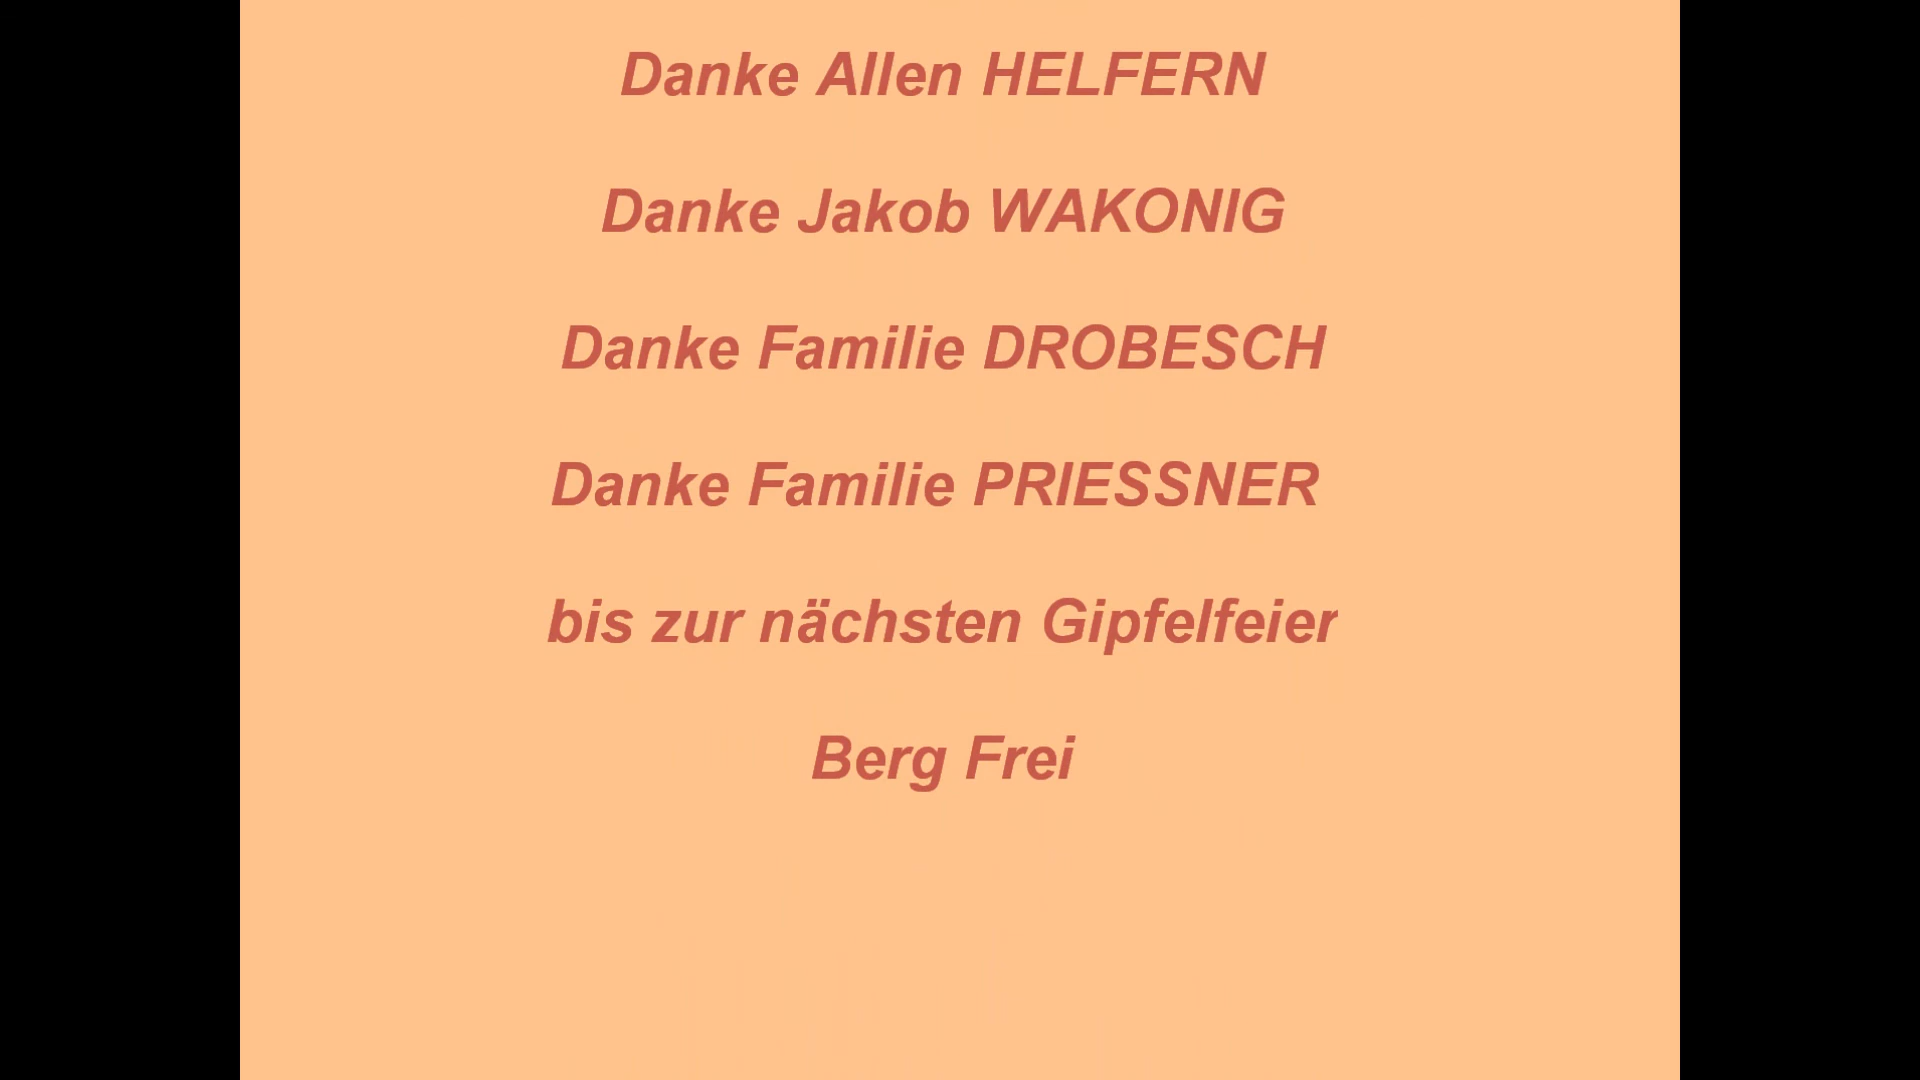 Danke Allen HELFERN
Danke Jakob WAKONIG
Danke Familie DROBESCH
Danke Familie PRIESSNER
bis zur nächsten Gipfelfeier
Berg Frei